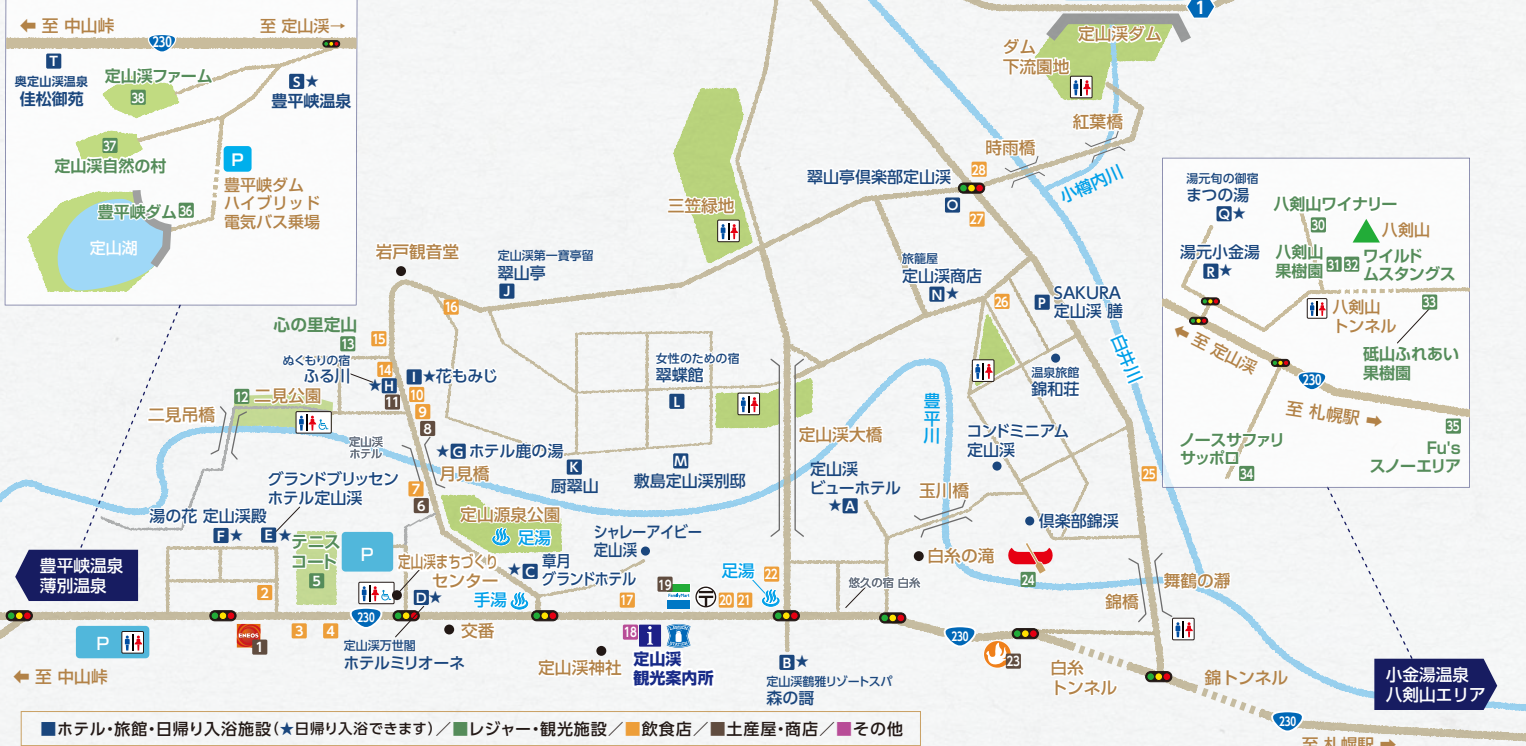 至 中山峠
至 定山渓
230
T
奥定山渓温泉
佳松御苑
定山渓ファーム
38
S★
豊平峡温泉
37
定山渓自然の村
P
豊平峡ダム
ハイブリッド
電気バス乗場
豊平峡ダム
36
定山湖
1
定山渓ダム
ダム
下流園地
紅葉橋
時雨橋
28
小樽内川
翠山亭倶楽部定山渓
O
27
三笠緑地
岩戸観音堂
定山渓第一寶亭留
翠山亭
J
16
旅籠屋
定山渓商店
N★
26
P
SAKURA
定山渓 膳
白井川
温泉旅館
錦和荘
湯元旬の御宿
まつの湯
Q★
湯元小金湯
R★
八剣山ワイナリー
30
八剣山
八剣山
果樹園
31
32
ワイルド
ムスタングス
33
八剣山
トンネル
砥山ふれあい
果樹園
至 定山渓
230
至 札幌駅
ノースサファリ
サッポロ
34
35
Fu's
スノーエリア
心の里定山
13
15
ぬくもりの宿
ふる川
14
★H
I★花もみじ
10
11
9
8
12
二見公園
二見吊橋
女性のための宿
翠蝶館
L
定山渓
ホテル
★Gホテル鹿の湯
月見橋
K
厨翠山
M
敷島定山渓別邸
定山渓大橋
豊平川
コンドミニアム
定山渓
定山渓
ビューホテル
★A
玉川橋
25
倶楽部錦渓
グランドブリッセン
ホテル定山渓
湯の花 定山渓殿
F★
E★
7
6
定山源泉公園
足湯
テニス
コート
5
P
定山渓まちづくり
センター
D★
★C
章月
グランドホテル
シャレーアイビー
定山渓
手湯
19
FamilyMart
17
20
21
足湯
22
悠久の宿 白糸
白糸の滝
24
舞鶴の瀞
錦橋
豊平峡温泉
薄別温泉
2
230
P
ENEOS
1
3
4
定山渓万世閣
ホテルミリオーネ
交番
定山渓神社
18
i
定山渓
観光案内所
B★
定山渓鶴雅リゾートスパ
森の謌
230
23
白糸
トンネル
錦トンネル
小金湯温泉
八剣山エリア
230
至 中山峠
至 札幌駅
■ホテル・旅館・日帰り入浴施設(★日帰り入浴できます)／■レジャー・観光施設／■飲食店／■土産屋・商店／■その他